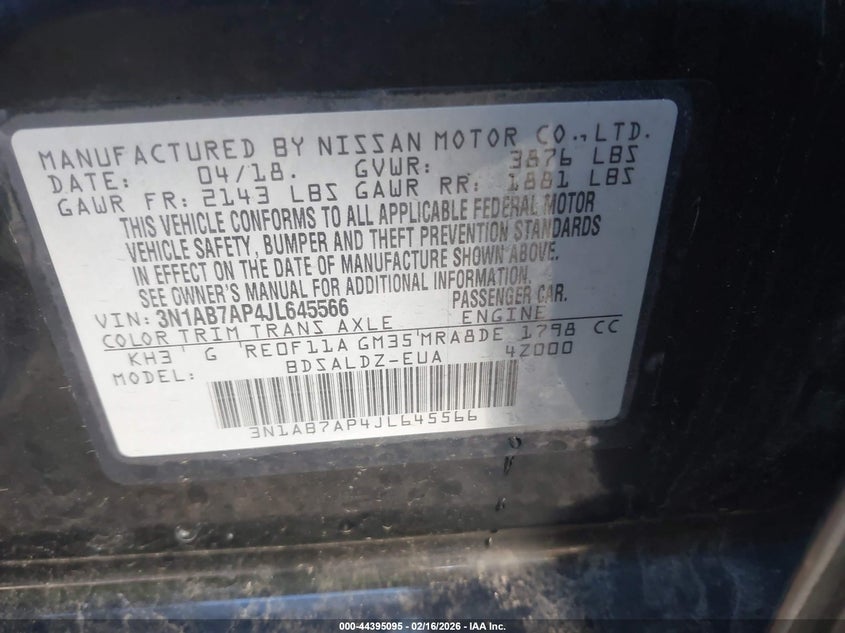 MANUFACTURED BY NISSAN MOTOR CO., LTD.
DATE: 04/18. GVWR: 3876 LBS
GAWR FR: 2143 LBS GAWR RR: 1881 LBS
THIS VEHICLE CONFORMS TO ALL APPLICABLE FEDERAL MOTOR
VEHICLE SAFETY, BUMPER AND THEFT PREVENTION STANDARDS
IN EFFECT ON THE DATE OF MANUFACTURE SHOWN ABOVE.
SEE OWNER'S MANUAL FOR ADDITIONAL INFORMATION.
VIN: 3N1AB7AP4JL645566 PASSENGER CAR.
COLOR TRIM TRANS AXLE ENGINE
KH3 G RE0F11A GM35 MRA8DE 1798 CC
MODEL: BDSALDZ-EUA 4Z000
3N1AB7AP4JL645566
000-44395095 - 02/16/2026 - IAA Inc.